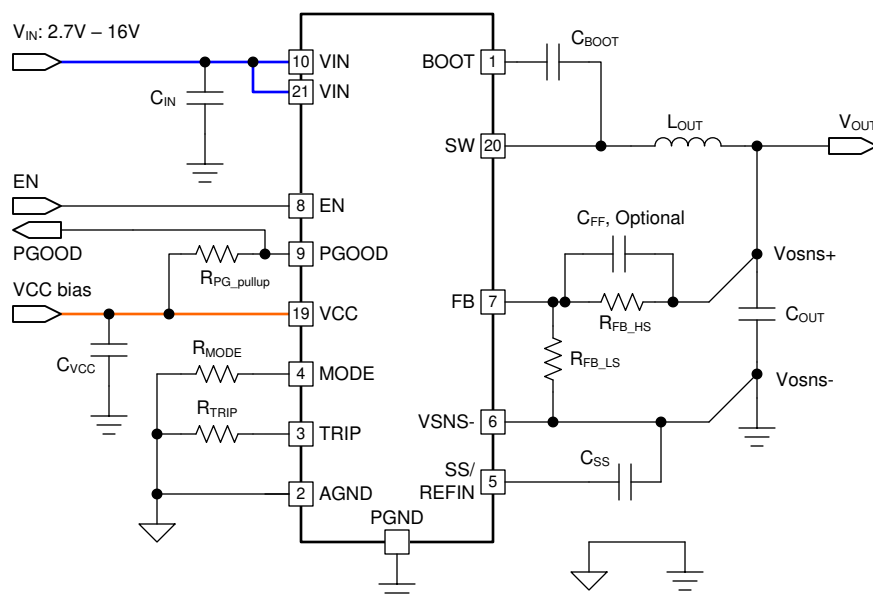 VIN: 2.7V – 16V
CIN
10 VIN
21 VIN
EN
8 EN
PGOOD
9 PGOOD
RPG_pullup
VCC bias
19 VCC
CVCC
RMODE
4 MODE
RTRIP
3 TRIP
2 AGND
PGND
BOOT 1
CBOOT
SW 20
LOUT
VOUT
CFF, Optional
Vosns+
FB 7
RFB_HS
COUT
RFB_LS
Vosns-
VSNS- 6
CSS
SS/
REFIN 5